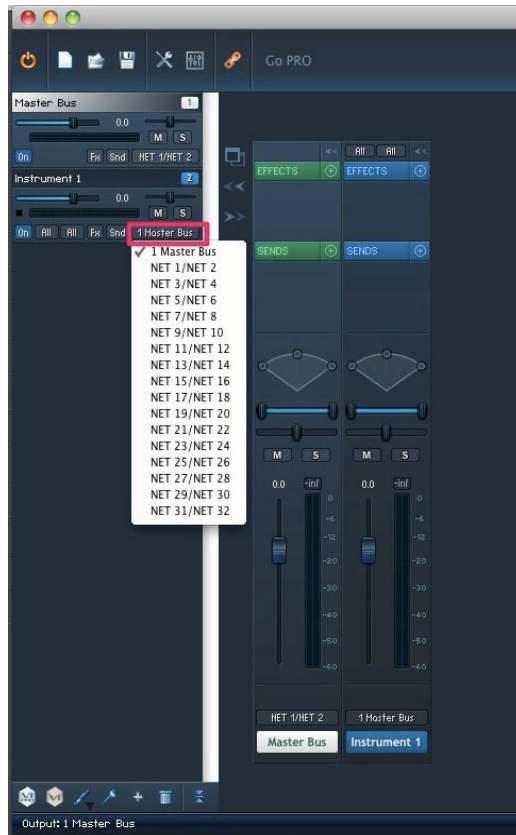 Go PRO
Master Bus 1
0.0
M S
On Fx Snd NET 1/NET 2
Instrument 1 2
0.0
M S
On All All Fx Snd 1 Master Bus
✓ 1 Master Bus
NET 1/NET 2
NET 3/NET 4
NET 5/NET 6
NET 7/NET 8
NET 9/NET 10
NET 11/NET 12
NET 13/NET 14
NET 15/NET 16
NET 17/NET 18
NET 19/NET 20
NET 21/NET 22
NET 23/NET 24
NET 25/NET 26
NET 27/NET 28
NET 29/NET 30
NET 31/NET 32
<< All All <<
EFFECTS EFFECTS
SENDS SENDS
M S M S
0.0 -inf 0.0 -inf
0 0
-6 -6
-12 -12
-20 -20
-30 -30
-40 -40
-50 -50
-60 -60
NET 1/NET 2 1 Master Bus
Master Bus Instrument 1
Output: 1 Master Bus